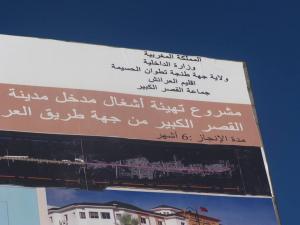 المملكة المغربية
وزارة الداخلية
ولاية جهة طنجة تطوان الحسيمة
اقليم العرائش
جماعة القصر الكبير
مشروع تهيئة أشغال مدخل مدينة
القصر الكبير من جهة طريق العر
مدة الإنجاز :6 أشهر